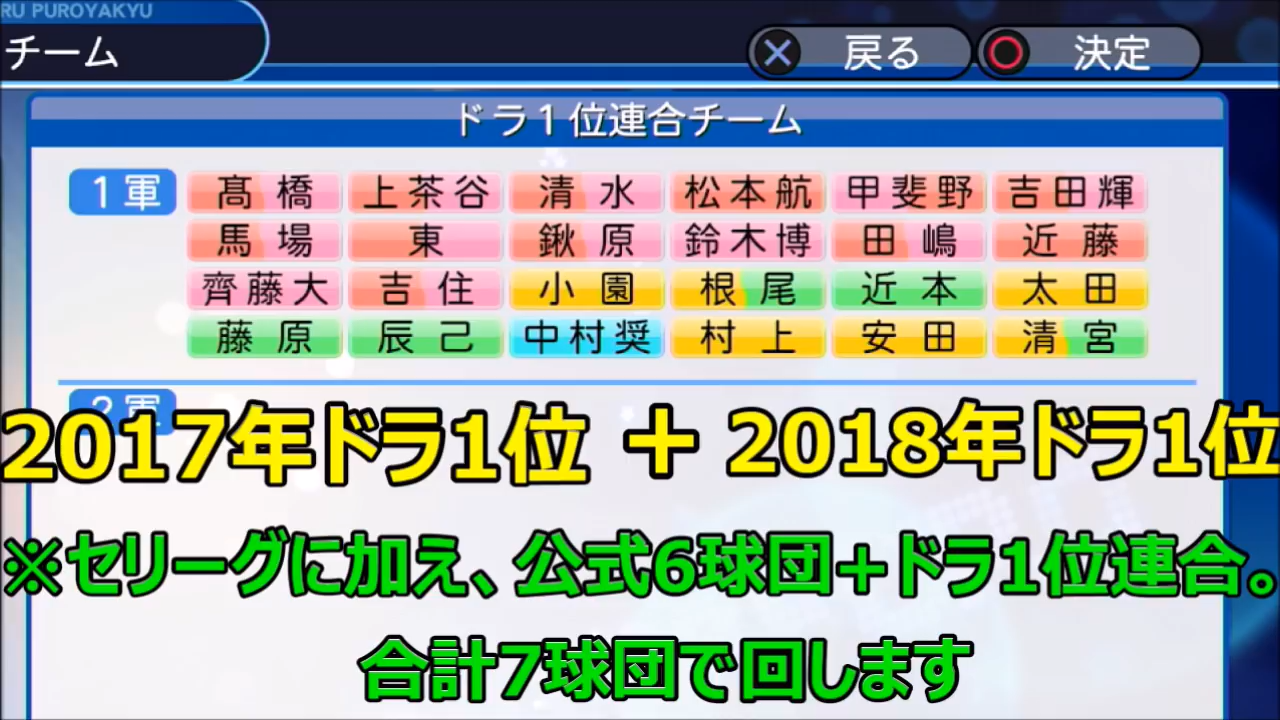 RU PUROYAKYU
チーム
戻る 決定
ドラ1位連合チーム
1軍 髙橋 上茶谷 清水 松本航 甲斐野 吉田輝
馬場 東 鍬原 鈴木博 田嶋 近藤
齊藤大 吉住 小園 根尾 近本 太田
藤原 辰己 中村奨 村上 安田 清宮
2軍
2017年ドラ1位 + 2018年ドラ1位
※セリーグに加え、公式6球団+ドラ1位連合。
合計7球団で回します